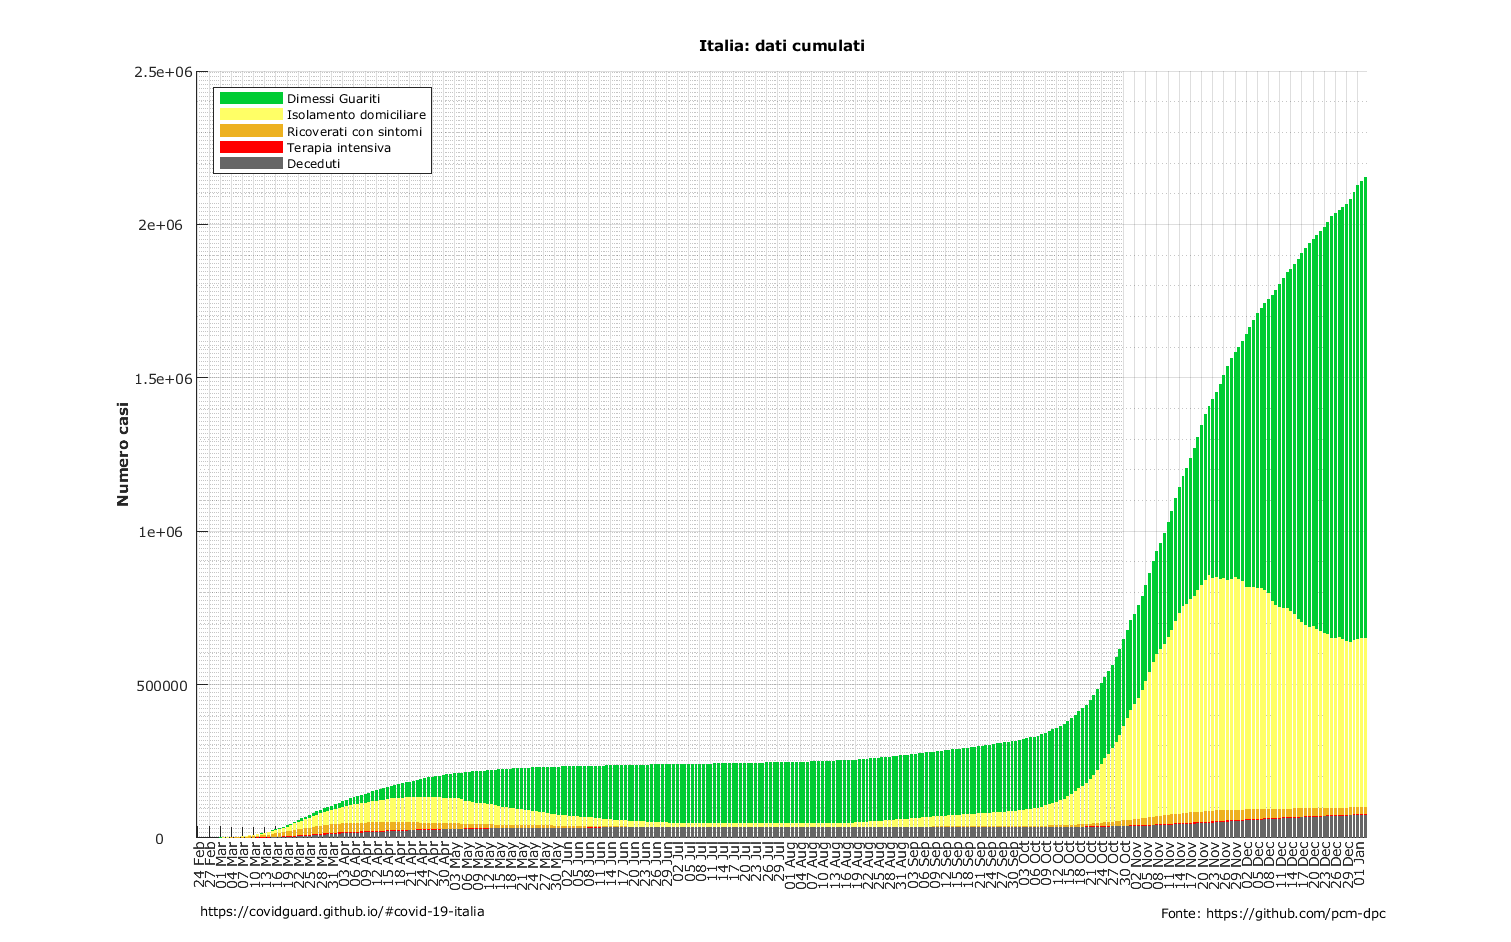 Italia: dati cumulati
2.5e+06
2e+06
1.5e+06
1e+06
500000
0
Numero casi
Dimessi Guariti
Isolamento domiciliare
Ricoverati con sintomi
Terapia intensiva
Deceduti
24 Feb
27 Feb
01 Mar
04 Mar
07 Mar
10 Mar
13 Mar
16 Mar
19 Mar
22 Mar
25 Mar
28 Mar
31 Mar
03 Apr
06 Apr
09 Apr
12 Apr
15 Apr
18 Apr
21 Apr
24 Apr
27 Apr
30 Apr
03 May
06 May
09 May
12 May
15 May
18 May
21 May
24 May
27 May
30 May
02 Jun
05 Jun
08 Jun
11 Jun
14 Jun
17 Jun
20 Jun
23 Jun
26 Jun
29 Jun
02 Jul
05 Jul
08 Jul
11 Jul
14 Jul
17 Jul
20 Jul
23 Jul
26 Jul
29 Jul
01 Aug
04 Aug
07 Aug
10 Aug
13 Aug
16 Aug
19 Aug
22 Aug
25 Aug
28 Aug
31 Aug
03 Sep
06 Sep
09 Sep
12 Sep
15 Sep
18 Sep
21 Sep
24 Sep
27 Sep
30 Sep
03 Oct
06 Oct
09 Oct
12 Oct
15 Oct
18 Oct
21 Oct
24 Oct
27 Oct
30 Oct
02 Nov
05 Nov
08 Nov
11 Nov
14 Nov
17 Nov
20 Nov
23 Nov
26 Nov
29 Nov
02 Dec
05 Dec
08 Dec
11 Dec
14 Dec
17 Dec
20 Dec
23 Dec
26 Dec
29 Dec
01 Jan
https://covidguard.github.io/#covid-19-italia
Fonte: https://github.com/pcm-dpc